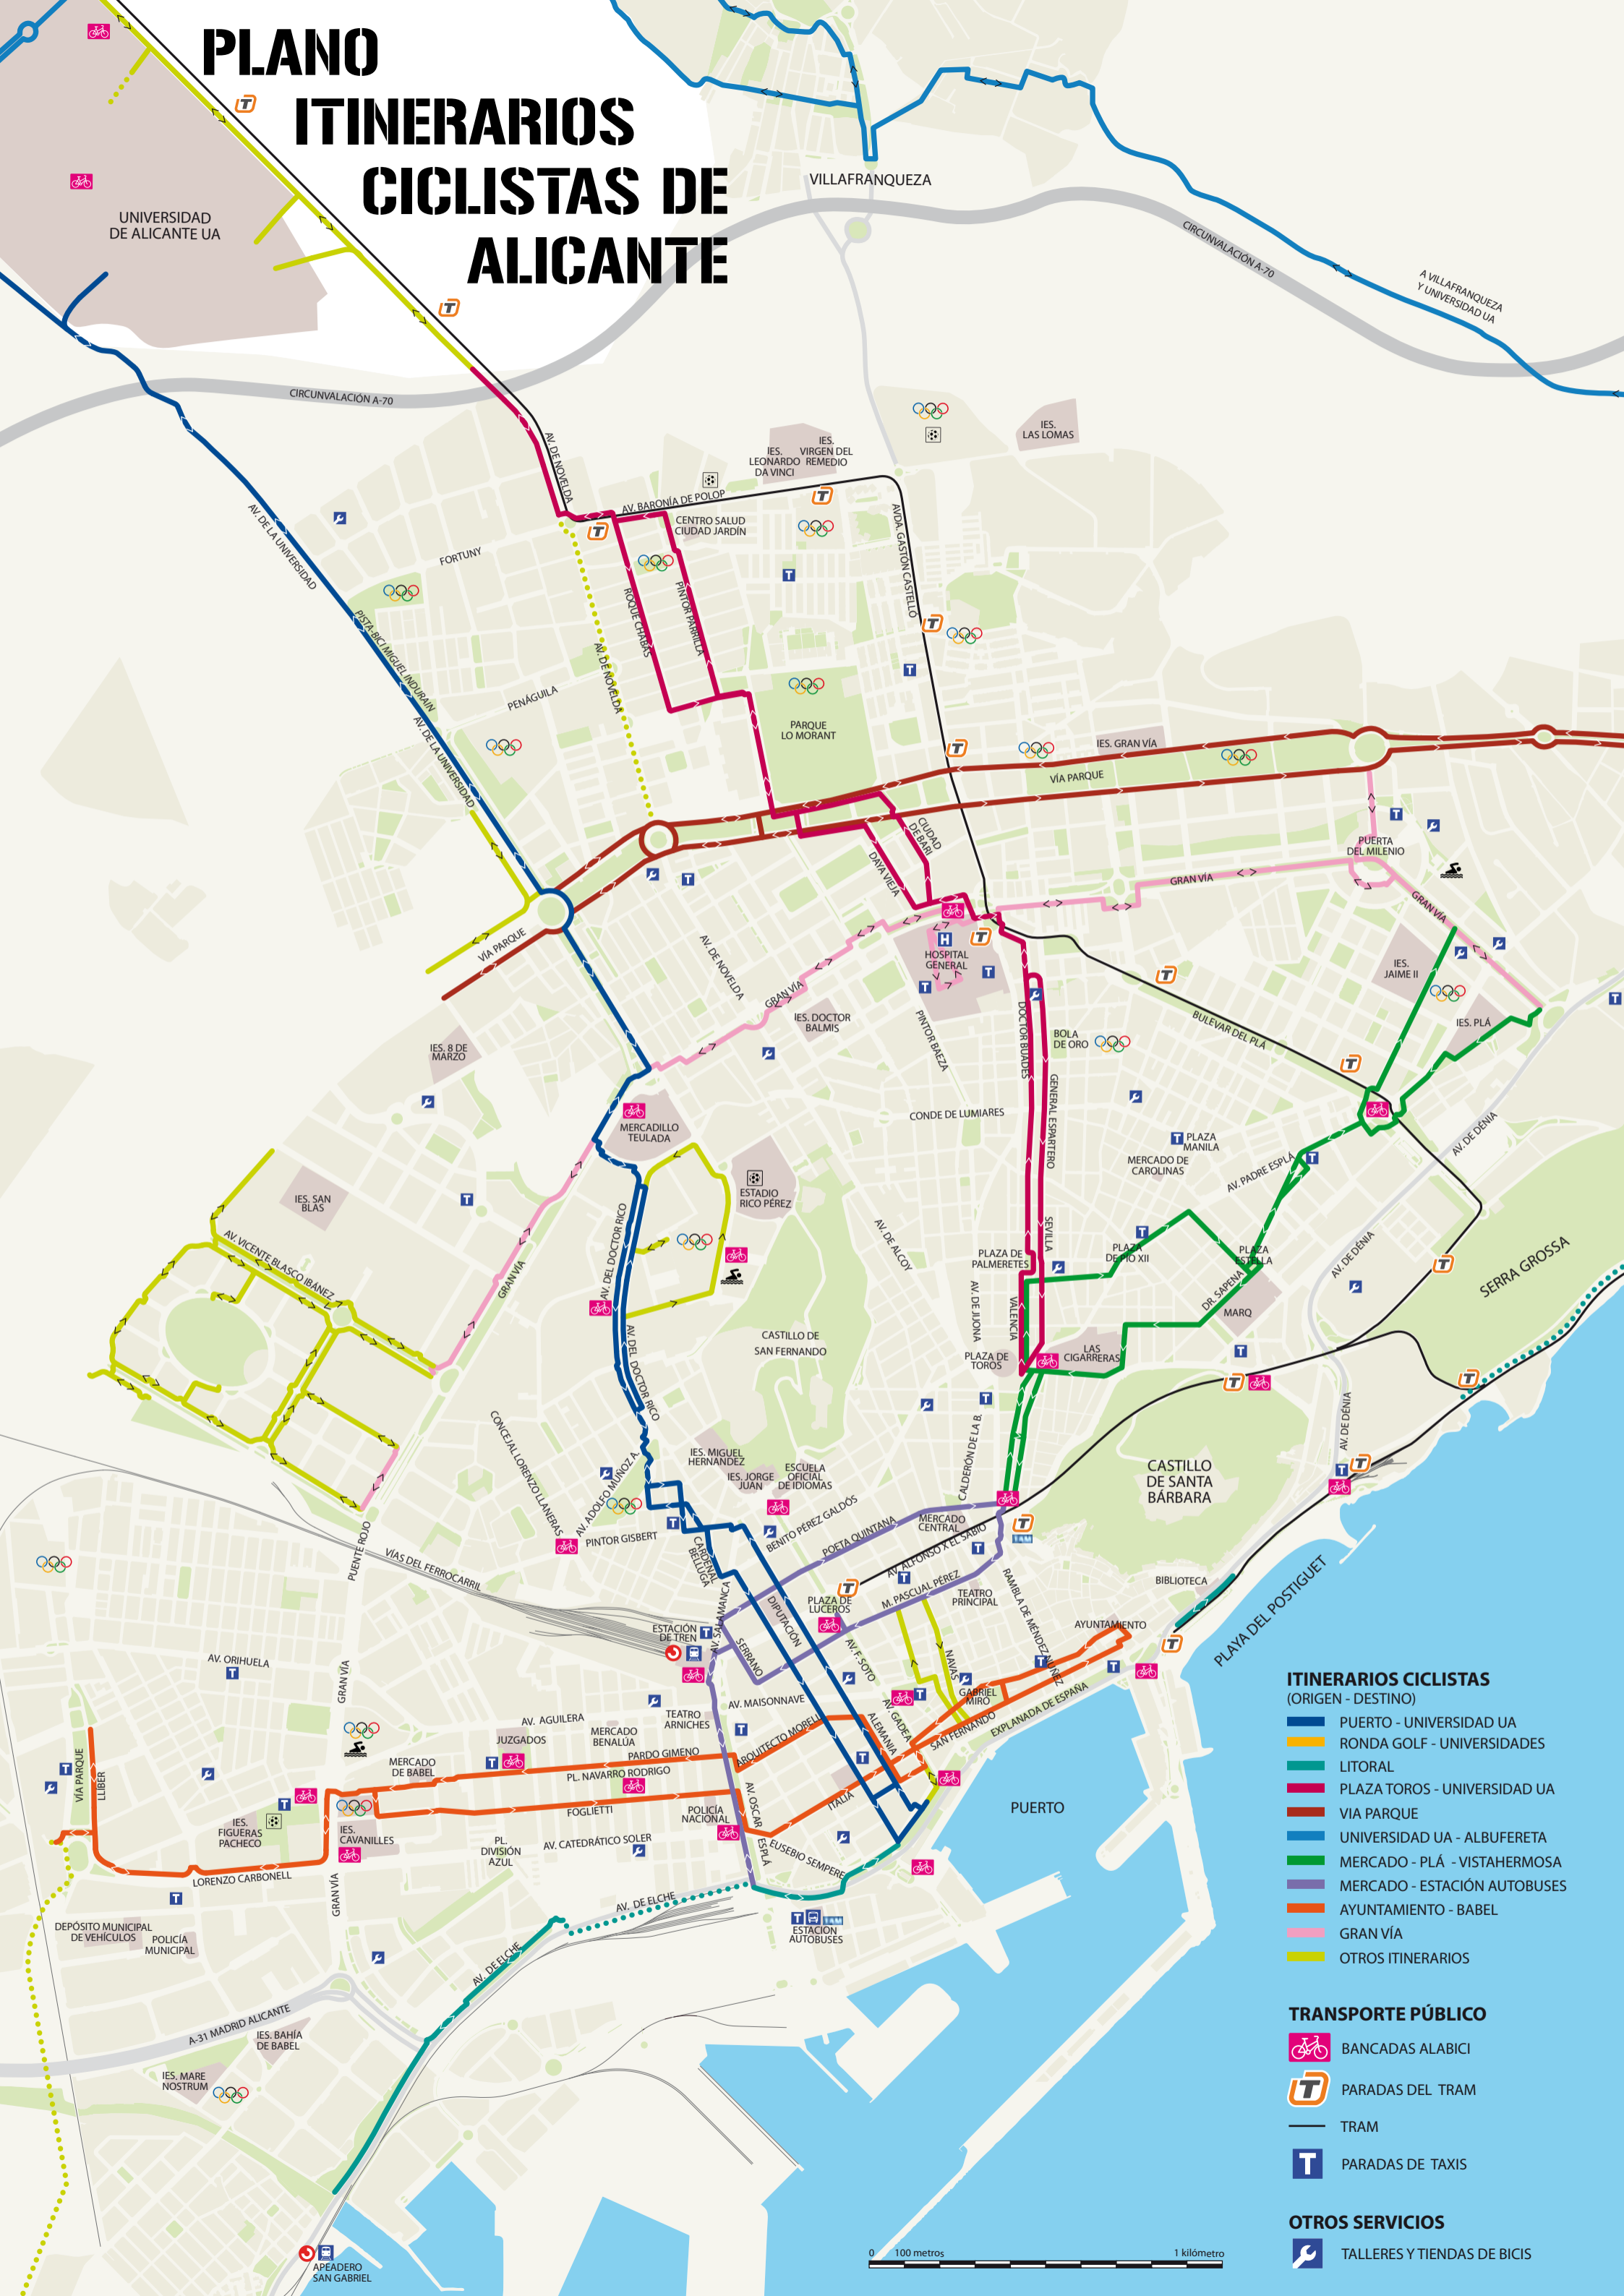 PLANO
ITINERARIOS
CICLISTAS DE
ALICANTE
UNIVERSIDAD
DE ALICANTE UA
VILLAFRANQUEZA
CIRCUNVALACIÓN A-70
A VILLAFRANQUEZA
Y UNIVERSIDAD UA
CIRCUNVALACIÓN A-70
AV. DE NOVELDA
IES.
LEONARDO
DA VINCI
IES.
VIRGEN DEL
REMEDIO
IES.
LAS LOMAS
AV. BARONÍA DE POLOP
CENTRO SALUD
CIUDAD JARDÍN
AVDA. GASTÓN CASTELLÓ
AV. DE LA UNIVERSIDAD
FORTUNY
ROQUE CHABAS
PINTOR PARRILLA
PISTA-BICI MIGUEL INDURAIN
AV. DE NOVELDA
PENÁGUILA
AV. DE LA UNIVERSIDAD
PARQUE
LO MORANT
IES. GRAN VÍA
VÍA PARQUE
CIUDAD
DE BARI
DAYA VIEJA
PUERTA
DEL MILENIO
GRAN VÍA
GRAN VÍA
VÍA PARQUE
AV. DE NOVELDA
GRAN VÍA
HOSPITAL
GENERAL
IES.
JAIME II
IES. PLÁ
IES. DOCTOR
BALMIS
PINTOR BAEZA
DOCTOR BUADES
BOLA
DE ORO
BULEVAR DEL PLÁ
IES. 8 DE
MARZO
GENERAL ESPARTERO
CONDE DE LUMIARES
MERCADILLO
TEULADA
PLAZA
MANILA
MERCADO DE
CAROLINAS
AV. DE DÉNIA
AV. PADRE ESPLÁ
IES. SAN
BLAS
ESTADIO
RICO PÉREZ
AV. VICENTE BLASCO IBÁNEZ
GRAN VÍA
AV. DEL DOCTOR RICO
AV. DE ALCOY
SEVILLA
PLAZA DE
PALMERETES
PLAZA
DE PÍO XII
PLAZA
ESTELLA
AV. DE DÉNIA
SERRA GROSSA
DR. SAPENA
MARQ
AV. DE JIJONA
VALENCIA
CASTILLO DE
SAN FERNANDO
AV. DEL DOCTOR RICO
PLAZA DE
TOROS
LAS
CIGARRERAS
CONCEJAL LORENZO LLANERAS
CALDERÓN DE LA B.
AV. DE DÉNIA
IES. MIGUEL
HERNÁNDEZ
IES. JORGE
JUAN
ESCUELA
OFICIAL
DE IDIOMAS
CASTILLO
DE SANTA
BÁRBARA
AV. ADOLFO MUÑOZ A.
PINTOR GISBERT
BENITO PÉREZ GALDÓS
POETA QUINTANA
MERCADO
CENTRAL
AV. ALFONSO X EL SABIO
TAM
PUENTE ROJO
VÍAS DEL FERROCARRIL
CARDENAL
BELLUGA
AV. SALAMANCA
DIPUTACIÓN
PLAZA DE
LUCEROS
M. PASCUAL PÉREZ
TEATRO
PRINCIPAL
RAMBLA DE MÉNDEZ NUÑEZ
BIBLIOTECA
PLAYA DEL POSTIGUET
AYUNTAMIENTO
ESTACIÓN
DE TREN
SERRANO
AV. F. SOTO
NAVAS
GABRIEL
MIRÓ
AV. ORIHUELA
GRAN VÍA
AV. MAISONNAVE
AV. GADEA
SAN FERNANDO
EXPLANADA DE ESPAÑA
AV. AGUILERA
TEATRO
ARNICHES
ALEMANIA
JUZGADOS
MERCADO
BENALÚA
ARQUITECTO MORELL
VÍA PARQUE
LLIBER
MERCADO
DE BABEL
PARDO GIMENO
PL. NAVARRO RODRIGO
FOGLIETTI
POLICÍA
NACIONAL
AV. OSCAR ESPLÁ
ITALIA
PUERTO
IES.
FIGUERAS
PACHECO
IES.
CAVANILLES
PL.
DIVISIÓN
AZUL
AV. CATEDRÁTICO SOLER
EUSEBIO SEMPERE
LORENZO CARBONELL
GRAN VÍA
AV. DE ELCHE
TAM
ESTACIÓN
AUTOBUSES
DEPÓSITO MUNICIPAL
DE VEHÍCULOS
POLICÍA
MUNICIPAL
AV. DE ELCHE
A-31 MADRID ALICANTE
IES. BAHÍA
DE BABEL
IES. MARE
NOSTRUM
APEADERO
SAN GABRIEL
0 100 metros 1 kilómetro
ITINERARIOS CICLISTAS
(ORIGEN - DESTINO)
PUERTO - UNIVERSIDAD UA
RONDA GOLF - UNIVERSIDADES
LITORAL
PLAZA TOROS - UNIVERSIDAD UA
VIA PARQUE
UNIVERSIDAD UA - ALBUFERETA
MERCADO - PLÁ - VISTAHERMOSA
MERCADO - ESTACIÓN AUTOBUSES
AYUNTAMIENTO - BABEL
GRAN VÍA
OTROS ITINERARIOS
TRANSPORTE PÚBLICO
BANCADAS ALABICI
PARADAS DEL TRAM
TRAM
PARADAS DE TAXIS
OTROS SERVICIOS
TALLERES Y TIENDAS DE BICIS